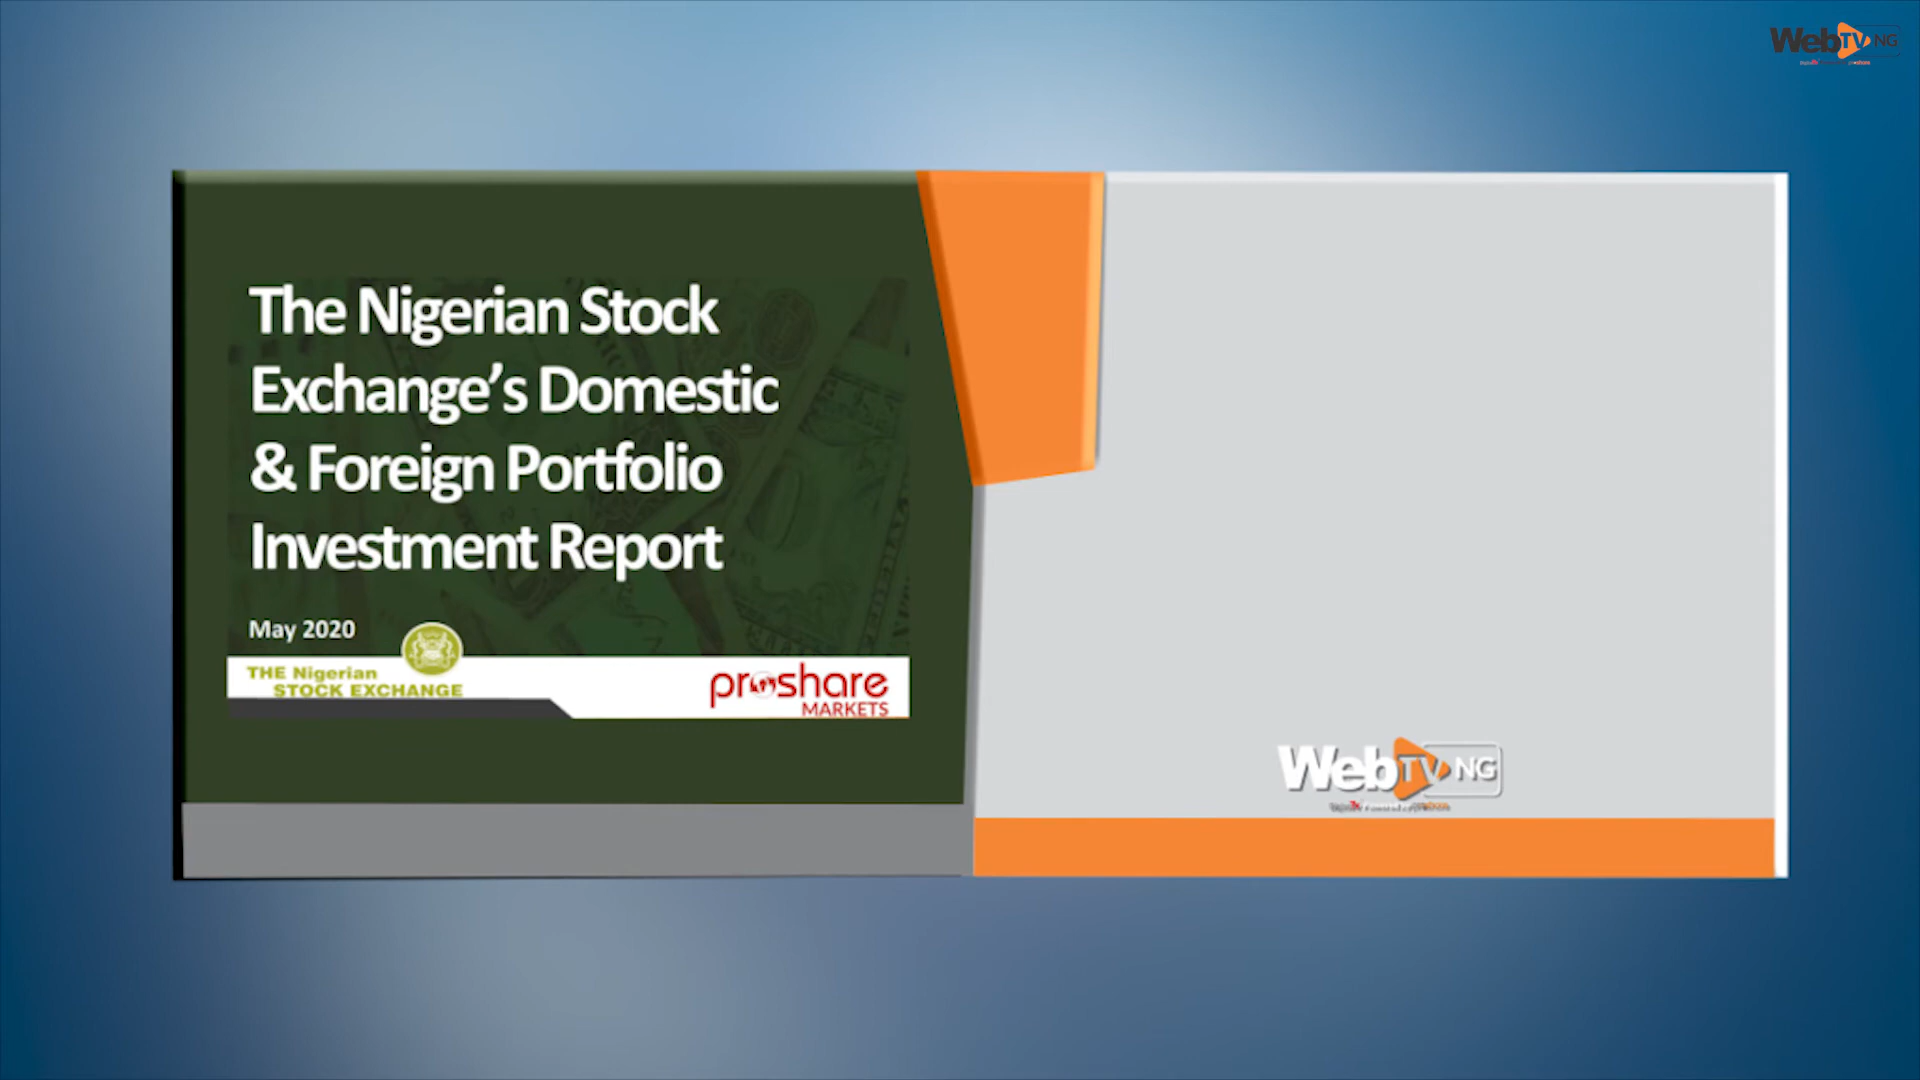 WebTV NG
The Nigerian Stock
Exchange's Domestic
& Foreign Portfolio
Investment Report
May 2020
THE Nigerian
STOCK EXCHANGE
proshare
MARKETS
WebTV NG